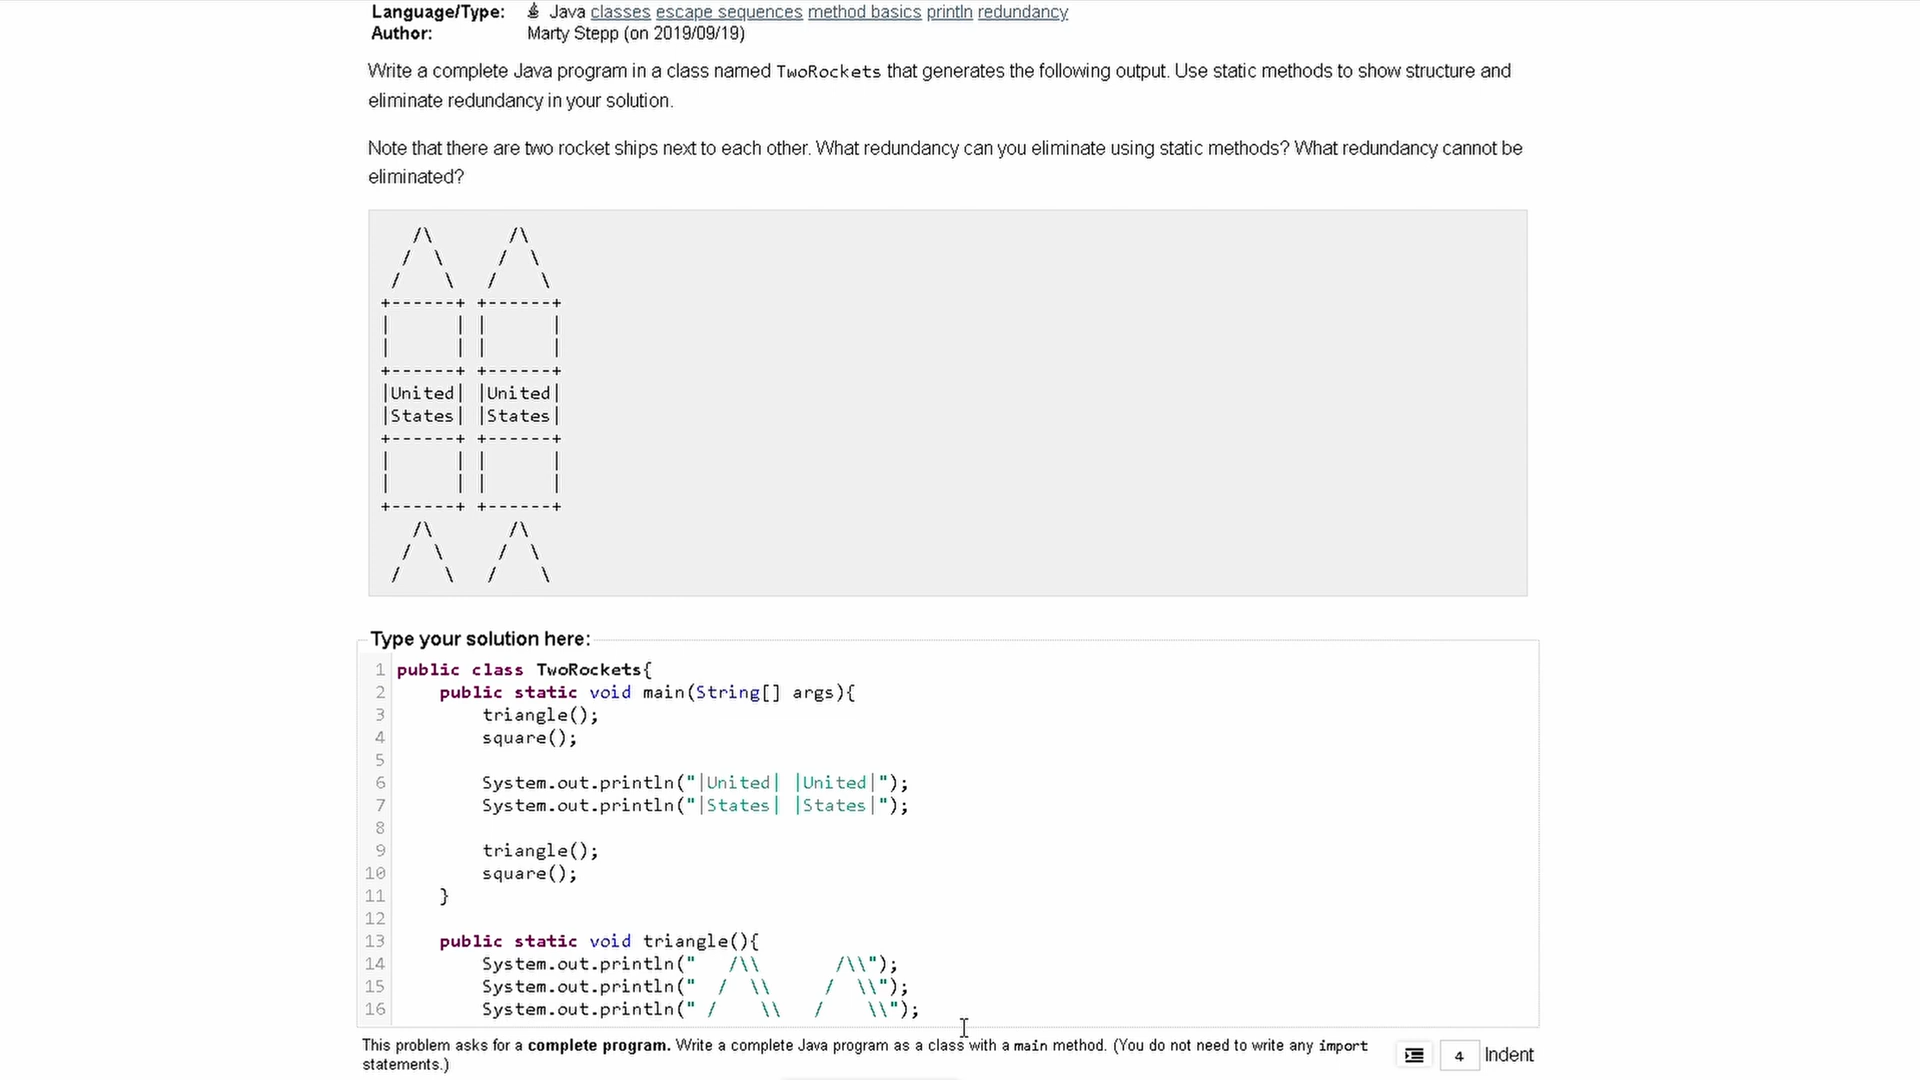 Language/Type: Java classes escape sequences method basics println redundancy
Author: Marty Stepp (on 2019/09/19)
Write a complete Java program in a class named TwoRockets that generates the following output. Use static methods to show structure and
eliminate redundancy in your solution.
Note that there are two rocket ships next to each other. What redundancy can you eliminate using static methods? What redundancy cannot be
eliminated?
   /\       /\
  /  \     /  \
 /    \   /    \
+------+ +------+
|      | |      |
|      | |      |
+------+ +------+
|United| |United|
|States| |States|
+------+ +------+
|      | |      |
|      | |      |
+------+ +------+
   /\       /\
  /  \     /  \
 /    \   /    \
Type your solution here:
1 public class TwoRockets{
2     public static void main(String[] args){
3         triangle();
4         square();
5
6         System.out.println("|United| |United|");
7         System.out.println("|States| |States|");
8
9         triangle();
10         square();
11     }
12
13     public static void triangle(){
14         System.out.println("   /\\       /\\");
15         System.out.println("  /  \\     /  \\");
16         System.out.println(" /    \\   /    \\");
This problem asks for a complete program. Write a complete Java program as a class with a main method. (You do not need to write any import
statements.)
4 Indent